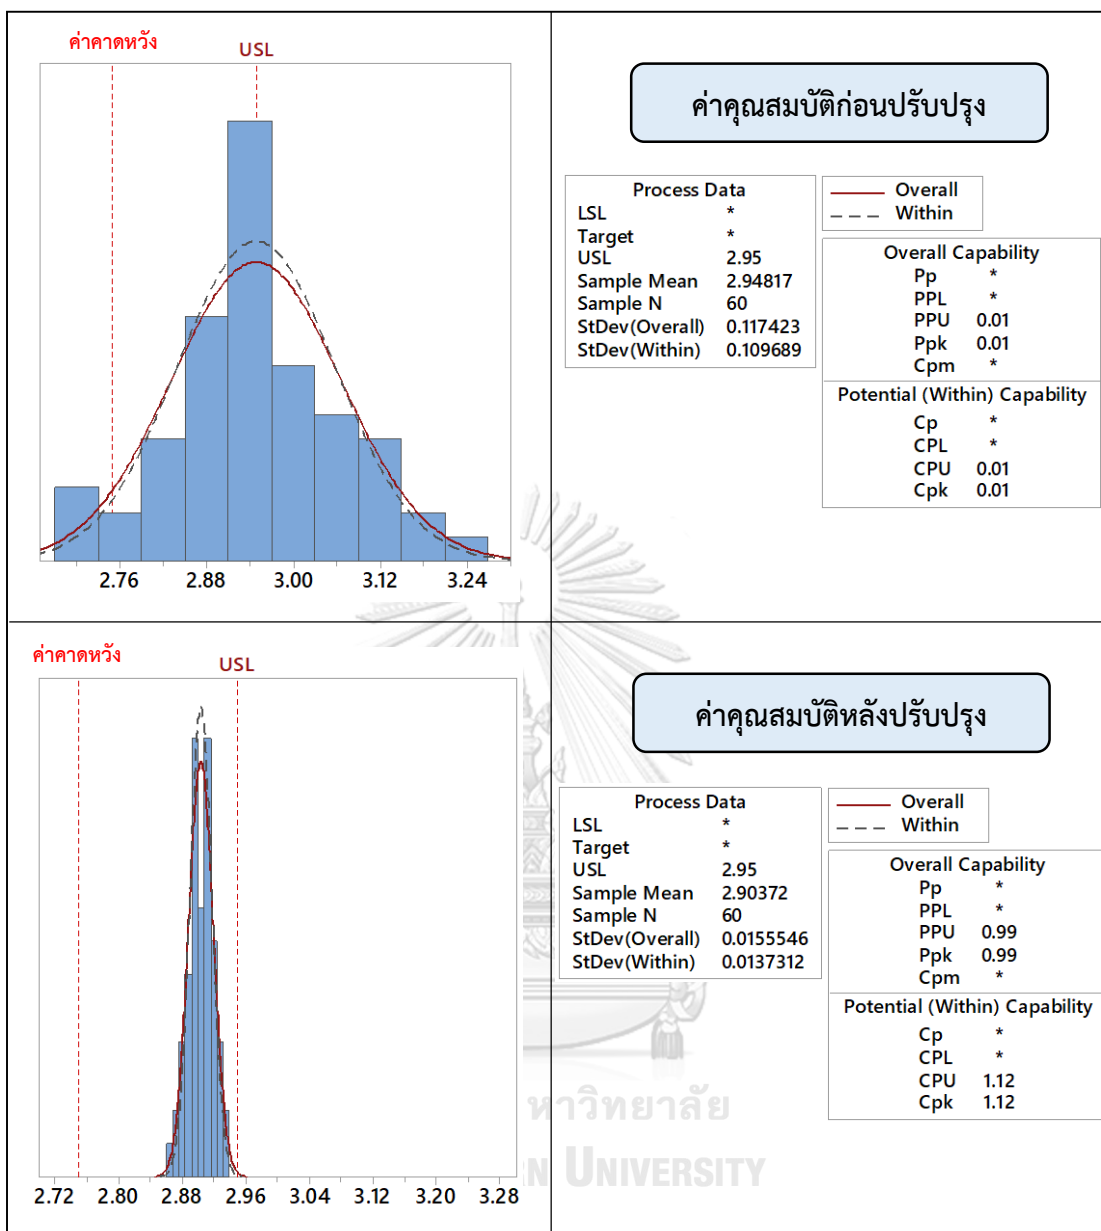 ค่าคาดหวัง
USL
2.76 2.88 3.00 3.12 3.24
ค่าคุณสมบัติก่อนปรับปรุง
Process Data
LSL *
Target *
USL 2.95
Sample Mean 2.94817
Sample N 60
StDev(Overall) 0.117423
StDev(Within) 0.109689
Overall
Within
Overall Capability
Pp *
PPL *
PPU 0.01
Ppk 0.01
Cpm *
Potential (Within) Capability
Cp *
CPL *
CPU 0.01
Cpk 0.01
ค่าคาดหวัง
USL
2.72 2.80 2.88 2.96 3.04 3.12 3.20 3.28
ค่าคุณสมบัติหลังปรับปรุง
Process Data
LSL *
Target *
USL 2.95
Sample Mean 2.90372
Sample N 60
StDev(Overall) 0.0155546
StDev(Within) 0.0137312
Overall
Within
Overall Capability
Pp *
PPL *
PPU 0.99
Ppk 0.99
Cpm *
Potential (Within) Capability
Cp *
CPL *
CPU 1.12
Cpk 1.12
หาวิทยาลัย
N UNIVERSITY